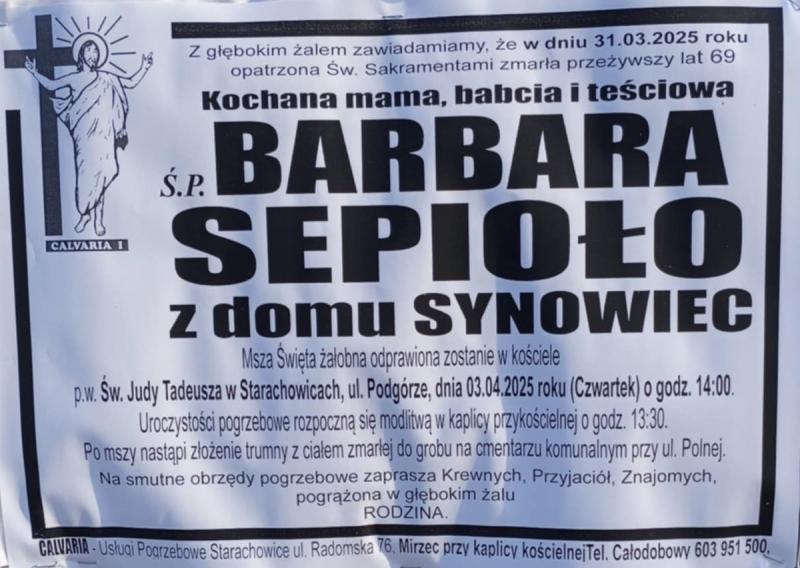 Z głębokim żalem zawiadamiamy, że w dniu 31.03.2025 roku
opatrzona Św. Sakramentami zmarła przeżywszy lat 69
Kochana mama, babcia i teściowa
Ś.P. BARBARA
SEPIOŁO
z domu SYNOWIEC
CALVARIA I
Msza Święta żałobna odprawiona zostanie w kościele
p.w. Św. Judy Tadeusza w Starachowicach, ul. Podgórze, dnia 03.04.2025 roku (Czwartek) o godz. 14:00.
Uroczystości pogrzebowe rozpoczną się modlitwą w kaplicy przykościelnej o godz. 13:30.
Po mszy nastąpi złożenie trumny z ciałem zmarłej do grobu na cmentarzu komunalnym przy ul. Polnej.
Na smutne obrzędy pogrzebowe zaprasza Krewnych, Przyjaciół, Znajomych,
pogrążona w głębokim żalu
RODZINA.
CALVARIA - Usługi Pogrzebowe Starachowice ul. Radomska 76, Mirzec przy kaplicy kościelnejTel. Całodobowy 603 951 500.